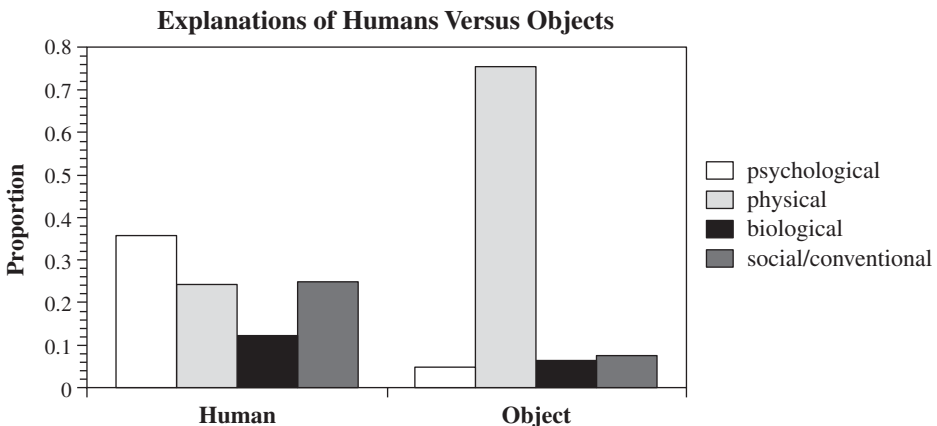 Explanations of Humans Versus Objects
Proportion
0.8
0.7
0.6
0.5
0.4
0.3
0.2
0.1
0
Human
Object
psychological
physical
biological
social/conventional